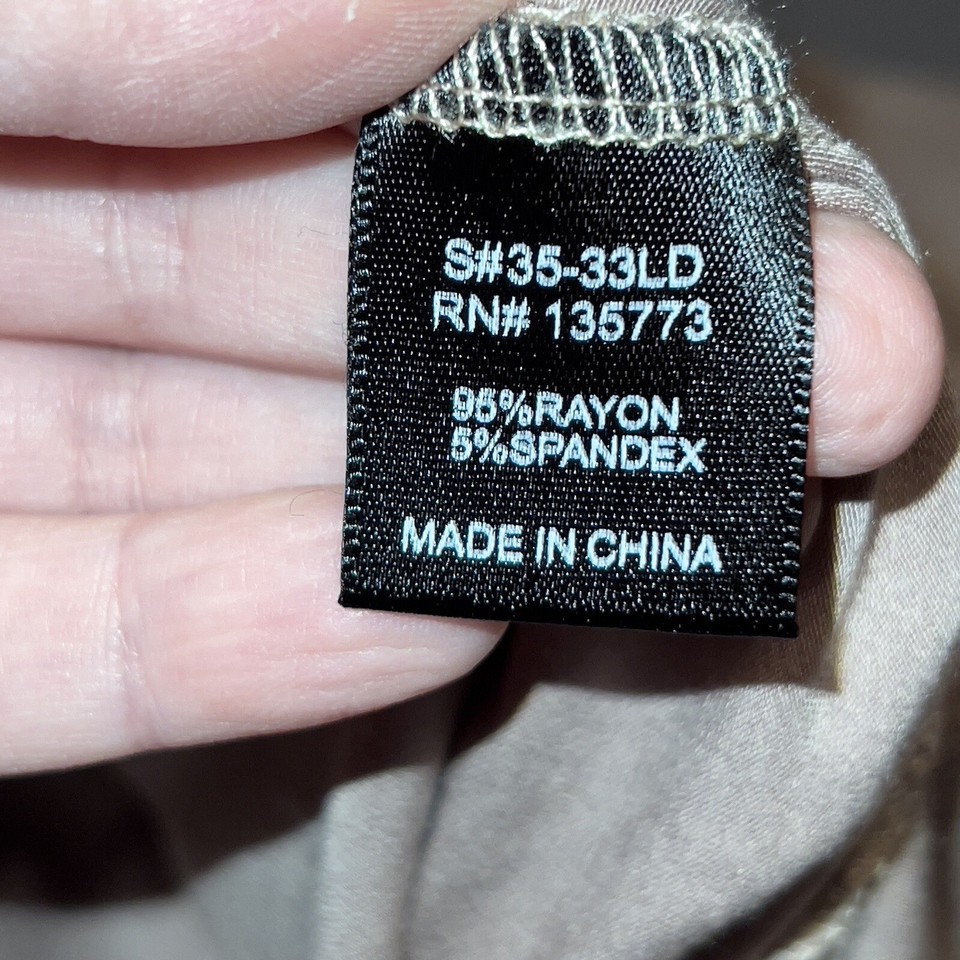 S#35-33LD
RN# 135773
95%RAYON
5%SPANDEX
MADE IN CHINA